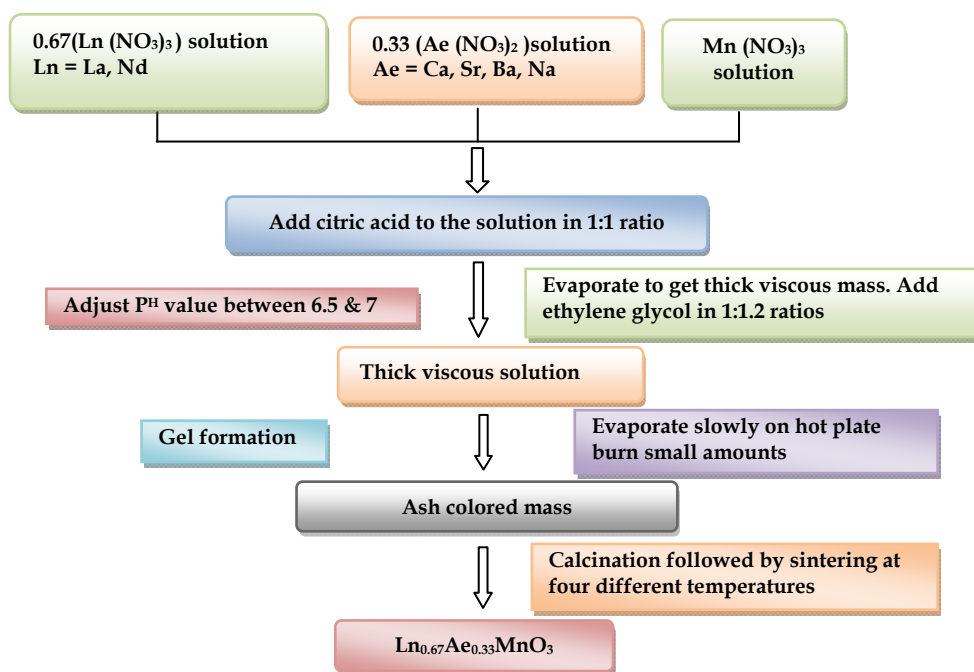 0.67(Ln (NO₃)₃ ) solution
Ln = La, Nd
0.33 (Ae (NO₃)₂ )solution
Ae = Ca, Sr, Ba, Na
Mn (NO₃)₃
solution
Add citric acid to the solution in 1:1 ratio
Adjust Pᴴ value between 6.5 & 7
Evaporate to get thick viscous mass. Add
ethylene glycol in 1:1.2 ratios
Thick viscous solution
Gel formation
Evaporate slowly on hot plate
burn small amounts
Ash colored mass
Calcination followed by sintering at
four different temperatures
Ln₀.₆₇Ae₀.₃₃MnO₃